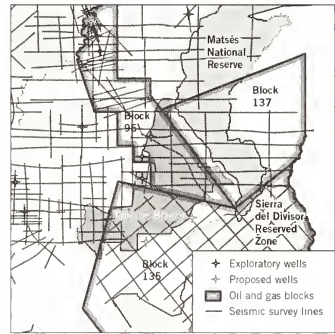 Matsés
National
Reserve
Block
137
Block
95
Sierra
del Divisor
Reserved
Zone
Block
135
Exploratory wells
Proposed wells
Oil and gas blocks
Seismic survey lines